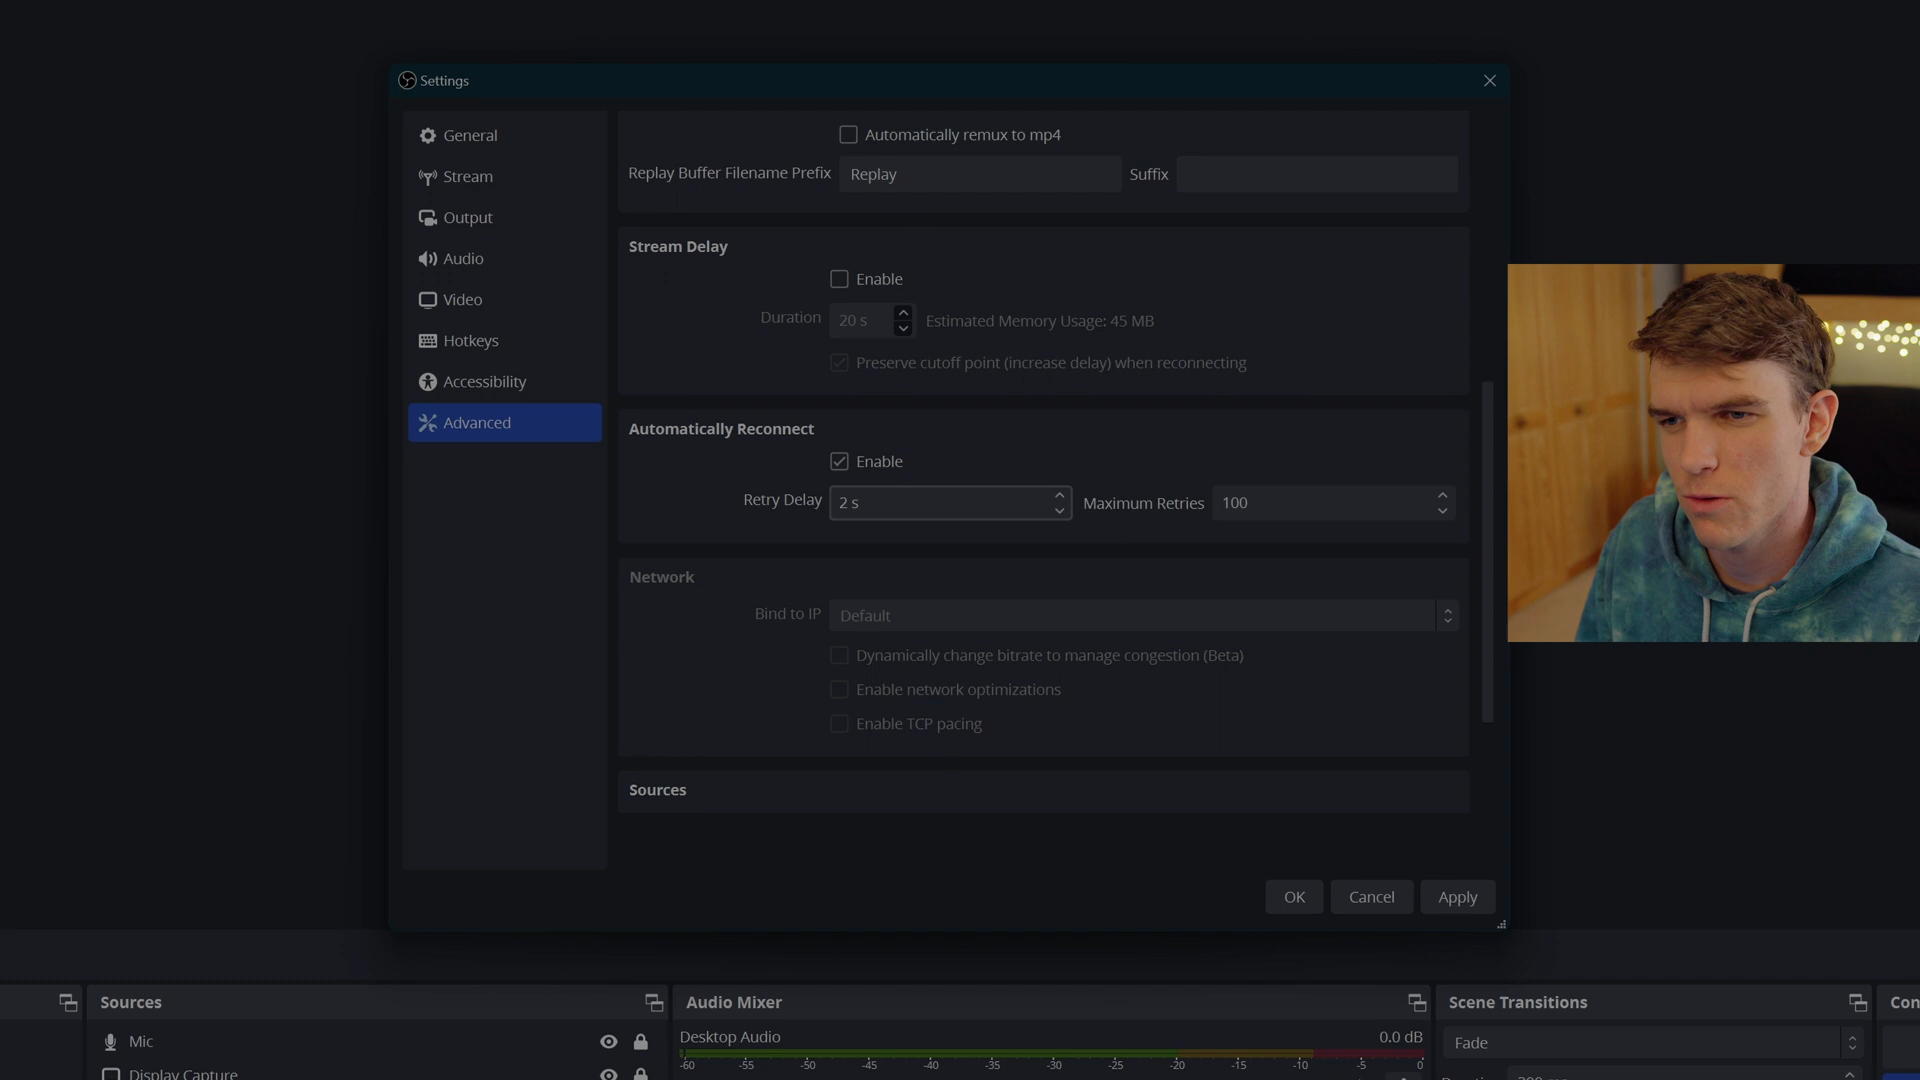 Settings
General
Stream
Output
Audio
Video
Hotkeys
Accessibility
Advanced
Automatically remux to mp4
Replay Buffer Filename Prefix Replay Suffix
Stream Delay
Enable
Duration 20 s Estimated Memory Usage: 45 MB
Preserve cutoff point (increase delay) when reconnecting
Automatically Reconnect
Enable
Retry Delay 2 s Maximum Retries 100
Network
Bind to IP Default
Dynamically change bitrate to manage congestion (Beta)
Enable network optimizations
Enable TCP pacing
Sources
OK Cancel Apply
Sources
Mic
Display Capture
Audio Mixer
Desktop Audio 0.0 dB
-60 -55 -50 -45 -40 -35 -30 -25 -20 -15 -10 -5 0
Scene Transitions
Fade
Con